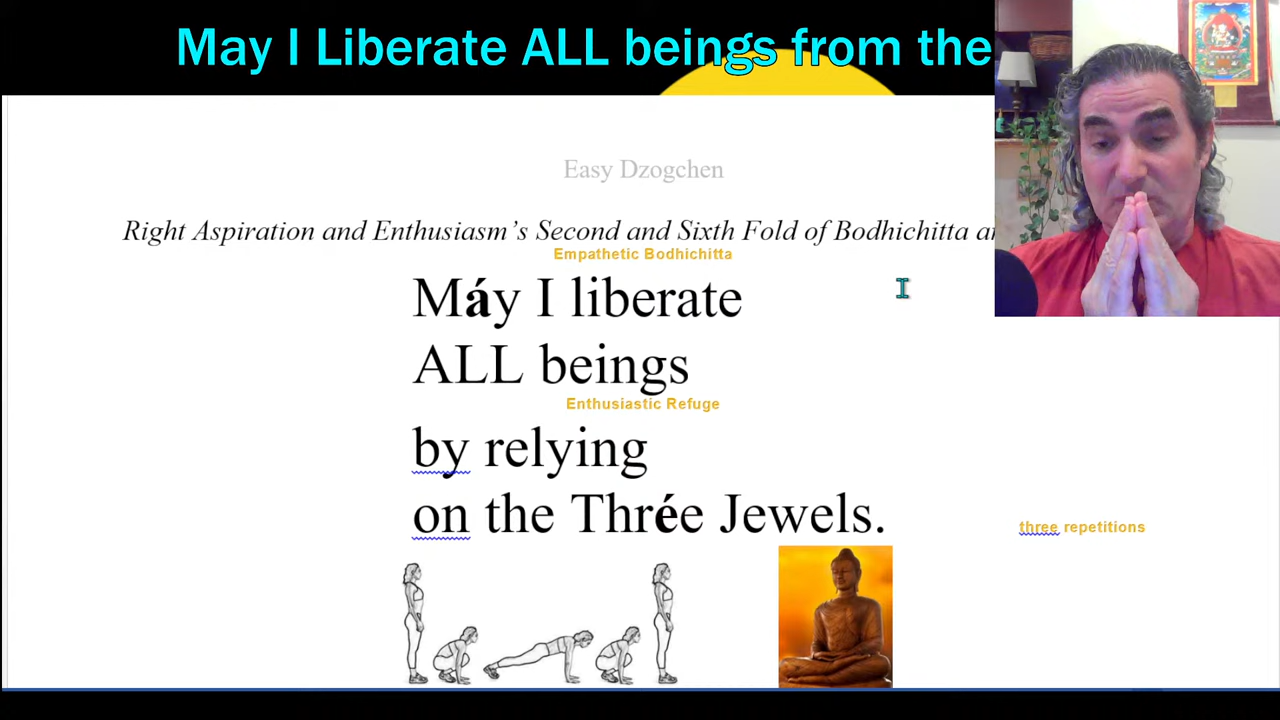 May I Liberate ALL beings from the
Easy Dzogchen
Right Aspiration and Enthusiasm’s Second and Sixth Fold of Bodhichitta
Empathetic Bodhichitta
Máy I liberate
ALL beings
Enthusiastic Refuge
by relying
on the Thrée Jewels.
three repetitions